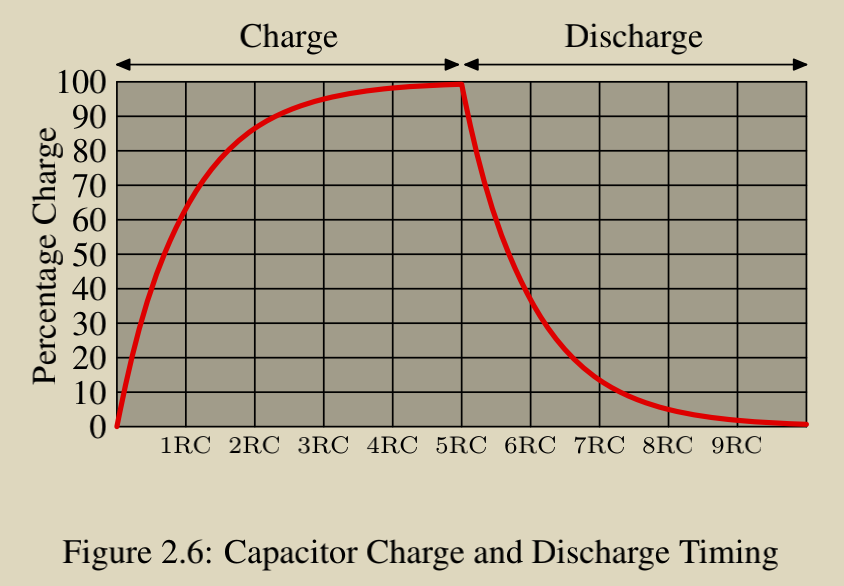 Charge Discharge
Percentage Charge
100
90
80
70
60
50
40
30
20
10
0
1RC 2RC 3RC 4RC 5RC 6RC 7RC 8RC 9RC
Figure 2.6: Capacitor Charge and Discharge Timing